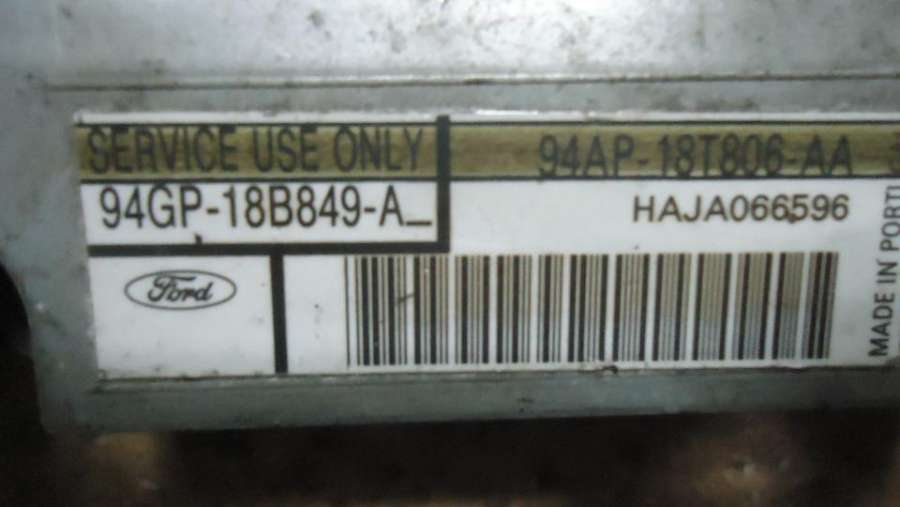 SERVICE USE ONLY
94AP-18T806-AA
94GP-18B849-A_
HAJA066596
Ford
MADE IN